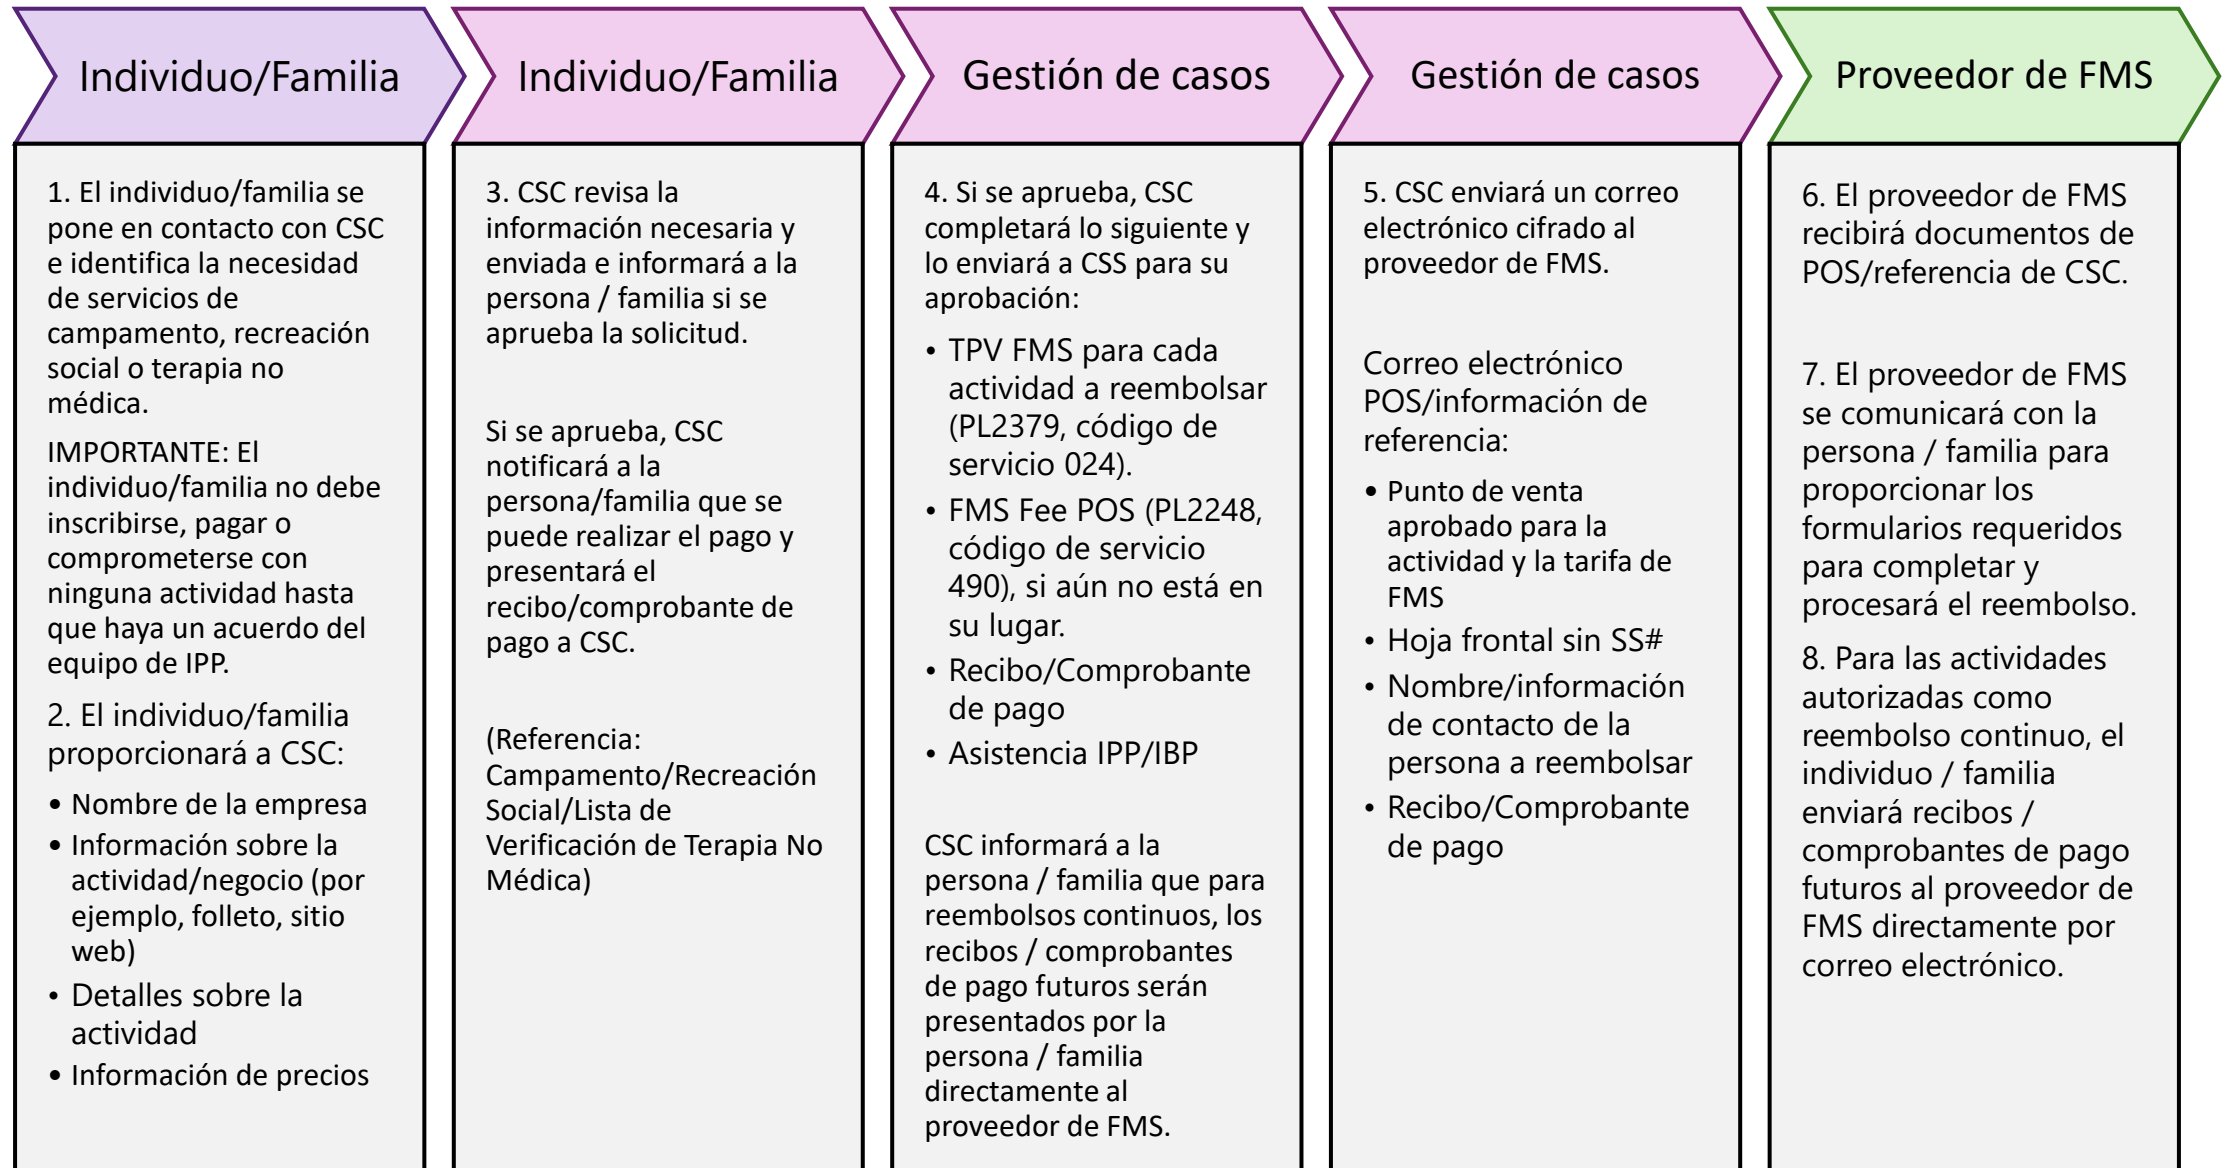 Individuo/Familia
1. El individuo/familia se
pone en contacto con CSC
e identifica la necesidad
de servicios de
campamento, recreación
social o terapia no
médica.
IMPORTANTE: El
individuo/familia no debe
inscribirse, pagar o
comprometerse con
ninguna actividad hasta
que haya un acuerdo del
equipo de IPP.
2. El individuo/familia
proporcionará a CSC:
• Nombre de la empresa
• Información sobre la
actividad/negocio (por
ejemplo, folleto, sitio
web)
• Detalles sobre la
actividad
• Información de precios
Individuo/Familia
3. CSC revisa la
información necesaria y
enviada e informará a la
persona / familia si se
aprueba la solicitud.
Si se aprueba, CSC
notificará a la
persona/familia que se
puede realizar el pago y
presentará el
recibo/comprobante de
pago a CSC.
(Referencia:
Campamento/Recreación
Social/Lista de
Verificación de Terapia No
Médica)
Gestión de casos
4. Si se aprueba, CSC
completará lo siguiente y
lo enviará a CSS para su
aprobación:
• TPV FMS para cada
actividad a reembolsar
(PL2379, código de
servicio 024).
• FMS Fee POS (PL2248,
código de servicio
490), si aún no está en
su lugar.
• Recibo/Comprobante
de pago
• Asistencia IPP/IBP
CSC informará a la
persona / familia que para
reembolsos continuos, los
recibos / comprobantes
de pago futuros serán
presentados por la
persona / familia
directamente al
proveedor de FMS.
Gestión de casos
5. CSC enviará un correo
electrónico cifrado al
proveedor de FMS.
Correo electrónico
POS/información de
referencia:
• Punto de venta
aprobado para la
actividad y la tarifa de
FMS
• Hoja frontal sin SS#
• Nombre/información
de contacto de la
persona a reembolsar
• Recibo/Comprobante
de pago
Proveedor de FMS
6. El proveedor de FMS
recibirá documentos de
POS/referencia de CSC.
7. El proveedor de FMS
se comunicará con la
persona / familia para
proporcionar los
formularios requeridos
para completar y
procesará el reembolso.
8. Para las actividades
autorizadas como
reembolso continuo, el
individuo / familia
enviará recibos /
comprobantes de pago
futuros al proveedor de
FMS directamente por
correo electrónico.